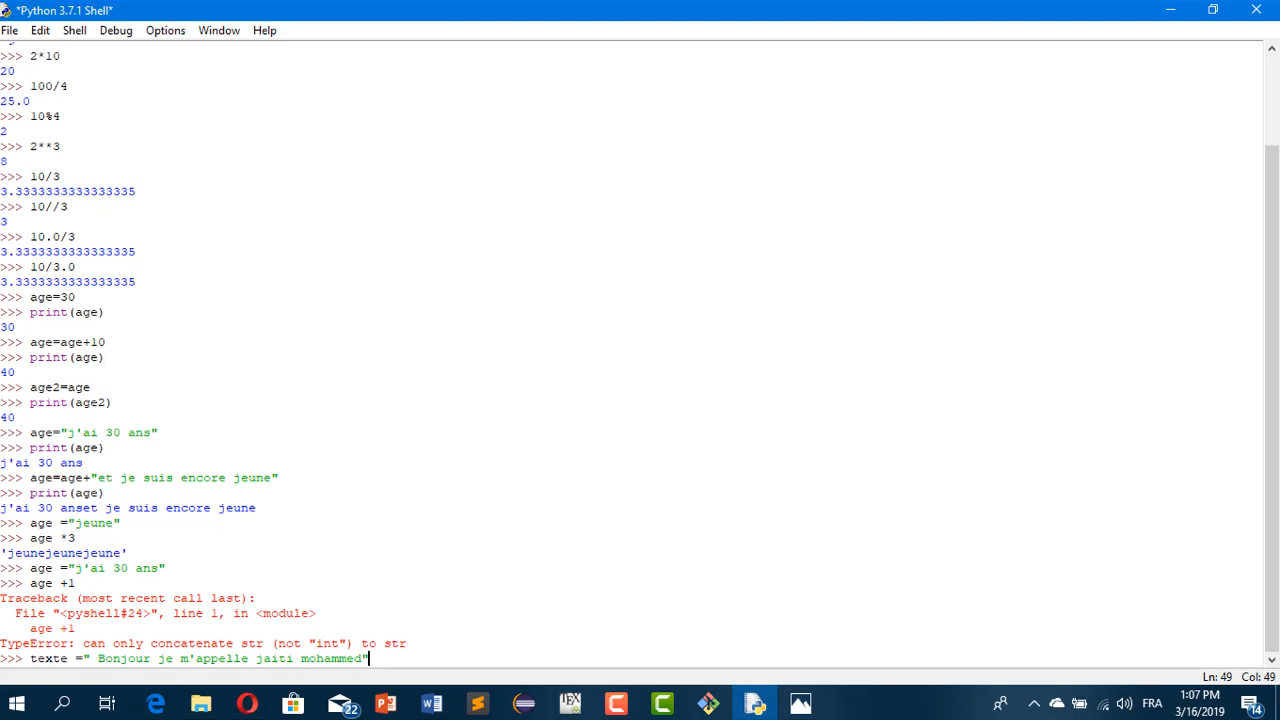 *Python 3.7.1 Shell*
File Edit Shell Debug Options Window Help
>>> 2*10
20
>>> 100/4
25.0
>>> 10%4
2
>>> 2**3
8
>>> 10/3
3.3333333333333335
>>> 10//3
3
>>> 10.0/3
3.3333333333333335
>>> 10/3.0
3.3333333333333335
>>> age=30
>>> print(age)
30
>>> age=age+10
>>> print(age)
40
>>> age2=age
>>> print(age2)
40
>>> age="j'ai 30 ans"
>>> print(age)
j'ai 30 ans
>>> age=age+"et je suis encore jeune"
>>> print(age)
j'ai 30 anset je suis encore jeune
>>> age ="jeune"
>>> age *3
'jeunejeunejeune'
>>> age ="j'ai 30 ans"
>>> age +1
Traceback (most recent call last):
  File "<pyshell#24>", line 1, in <module>
    age +1
TypeError: can only concatenate str (not "int") to str
>>> texte =" Bonjour je m'appelle jaiti mohammed"
Ln: 49 Col: 49
22
TEX
FRA
1:07 PM
3/16/2019
14